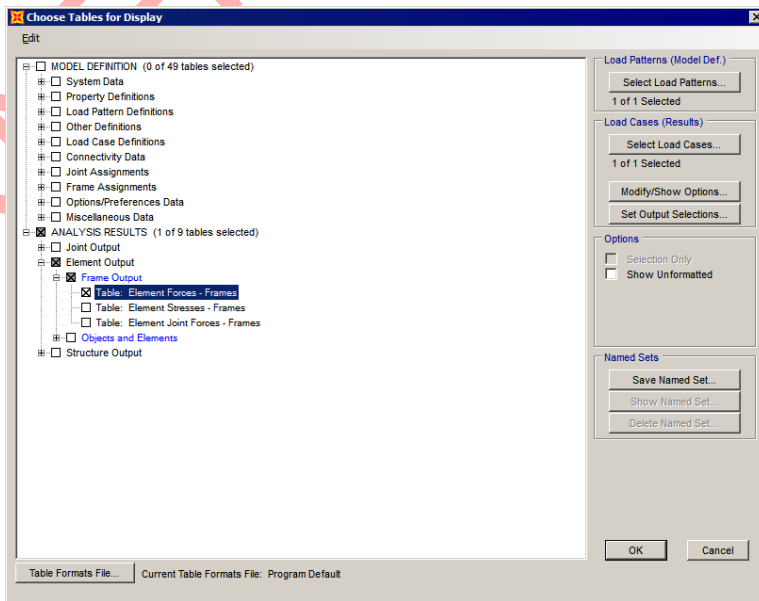 Choose Tables for Display
Edit
MODEL DEFINITION (0 of 49 tables selected)
System Data
Property Definitions
Load Pattern Definitions
Other Definitions
Load Case Definitions
Connectivity Data
Joint Assignments
Frame Assignments
Options/Preferences Data
Miscellaneous Data
ANALYSIS RESULTS (1 of 9 tables selected)
Joint Output
Element Output
Frame Output
Table: Element Forces - Frames
Table: Element Stresses - Frames
Table: Element Joint Forces - Frames
Objects and Elements
Structure Output
Load Patterns (Model Def.)
Select Load Patterns...
1 of 1 Selected
Load Cases (Results)
Select Load Cases...
1 of 1 Selected
Modify/Show Options...
Set Output Selections...
Options
Selection Only
Show Unformatted
Named Sets
Save Named Set...
Show Named Set...
Delete Named Set...
OK
Cancel
Table Formats File...
Current Table Formats File: Program Default